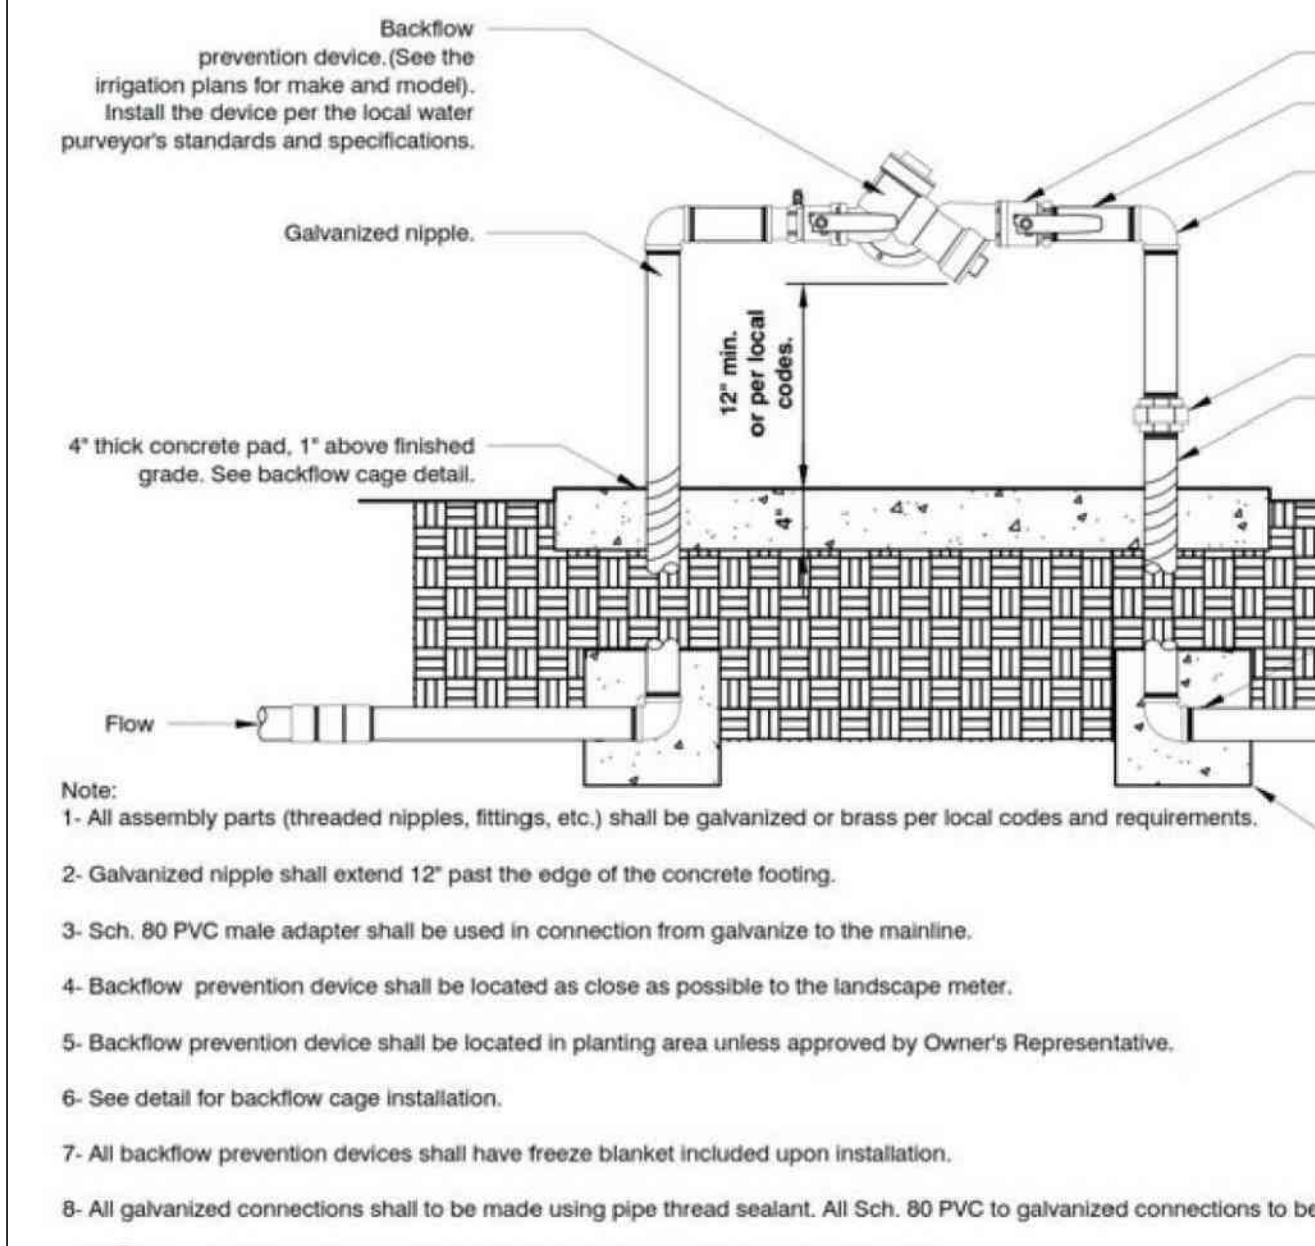 Backflow
prevention device.(See the
irrigation plans for make and model).
Install the device per the local water
purveyor's standards and specifications.
Galvanized nipple.
12" min.
or per local
codes.
4" thick concrete pad, 1" above finished
grade. See backflow cage detail.
4"
Flow
Note:
1- All assembly parts (threaded nipples, fittings, etc.) shall be galvanized or brass per local codes and requirements.
2- Galvanized nipple shall extend 12" past the edge of the concrete footing.
3- Sch. 80 PVC male adapter shall be used in connection from galvanize to the mainline.
4- Backflow prevention device shall be located as close as possible to the landscape meter.
5- Backflow prevention device shall be located in planting area unless approved by Owner's Representative.
6- See detail for backflow cage installation.
7- All backflow prevention devices shall have freeze blanket included upon installation.
8- All galvanized connections shall to be made using pipe thread sealant. All Sch. 80 PVC to galvanized connections to be